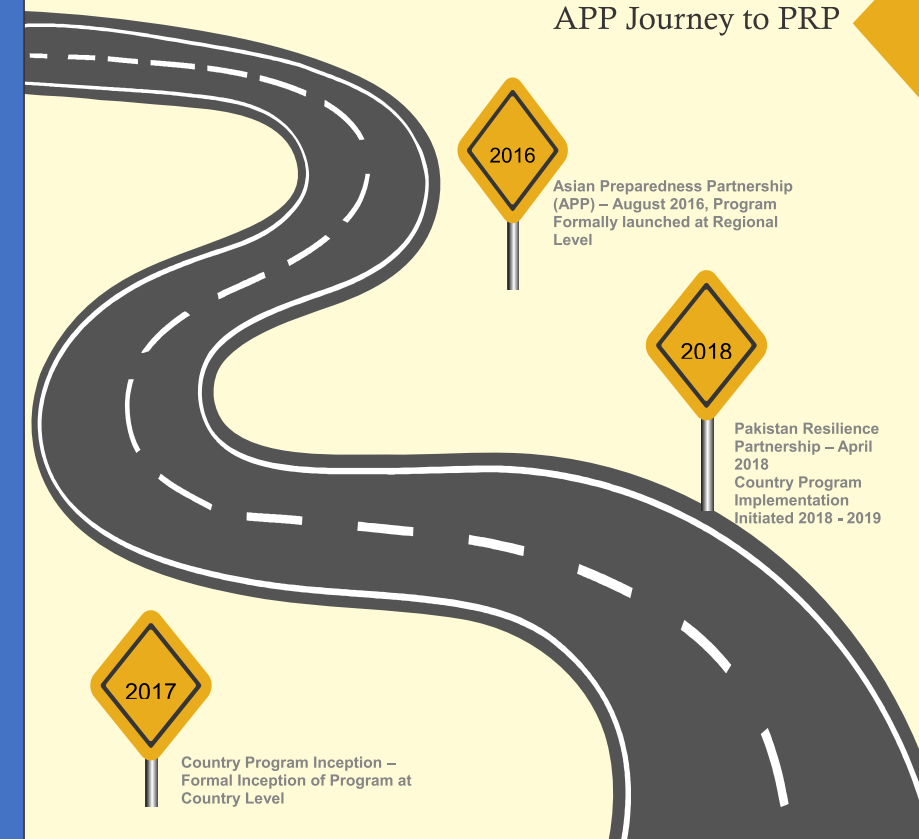 APP Journey to PRP
2016
Asian Preparedness Partnership
(APP) – August 2016, Program
Formally launched at Regional
Level
2018
Pakistan Resilience
Partnership – April
2018
Country Program
Implementation
Initiated 2018 - 2019
2017
Country Program Inception –
Formal Inception of Program at
Country Level